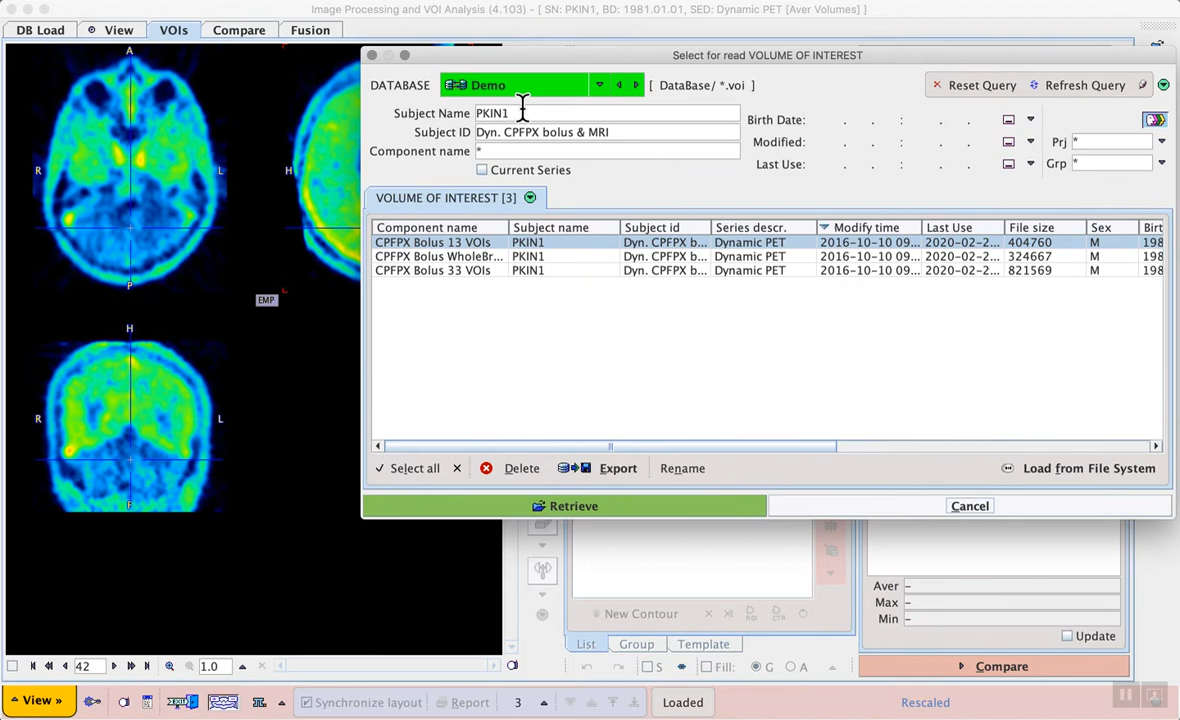 Image Processing and VOI Analysis (4.103) - [ SN: PKIN1, BD: 1981.01.01, SED: Dynamic PET [Aver Volumes] ]
DB Load View VOIs Compare Fusion
Select for read VOLUME OF INTEREST
DATABASE Demo [ DataBase/ *.voi ] Reset Query Refresh Query
Subject Name PKIN1
Subject ID Dyn. CPFPX bolus & MRI
Component name *
Current Series
Birth Date: . . : . .
Modified: . . : . . Prj *
Last Use: . . : . . Grp *
VOLUME OF INTEREST [3]
Component name Subject name Subject id Series descr. Modify time Last Use File size Sex Birt
CPFPX Bolus 13 VOIs PKIN1 Dyn. CPFPX b... Dynamic PET 2016-10-10 09... 2020-02-2... 404760 M 198
CPFPX Bolus WholeBr... PKIN1 Dyn. CPFPX b... Dynamic PET 2016-10-10 09... 2020-02-2... 324667 M 198
CPFPX Bolus 33 VOIs PKIN1 Dyn. CPFPX b... Dynamic PET 2016-10-10 09... 2020-02-2... 821569 M 198
Select all Delete Export Rename Load from File System
Retrieve Cancel
A
R L H
P
EMP
H
R L
F
New Contour
ROI CTR
Aver –
Max –
Min –
Update
List Group Template
42 1.0 S Fill: G A Compare
View » Synchronize layout Report 3 Loaded Rescaled